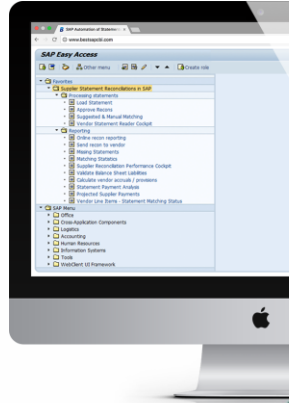 SAP Automation of Statement
www.bestsapcbt.com
SAP Easy Access
Other menu
Create role
Favorites
Supplier Statement Reconciliations in SAP
Processing statements
Load Statement
Approve Recons
Suggested & Manual Matching
Vendor Statement Reader Cockpit
Reporting
Online recon reporting
Send recon to vendor
Missing Statements
Matching Statistics
Supplier Reconciliation Performance Cockpit
Validate Balance Sheet Liabilities
Calculate vendor accruals / provisions
Statement Payment Analysis
Projected Supplier Payments
Vendor Line Items - Statement Matching Status
SAP Menu
Office
Cross-Application Components
Logistics
Accounting
Human Resources
Information Systems
Tools
WebClient UI Framework